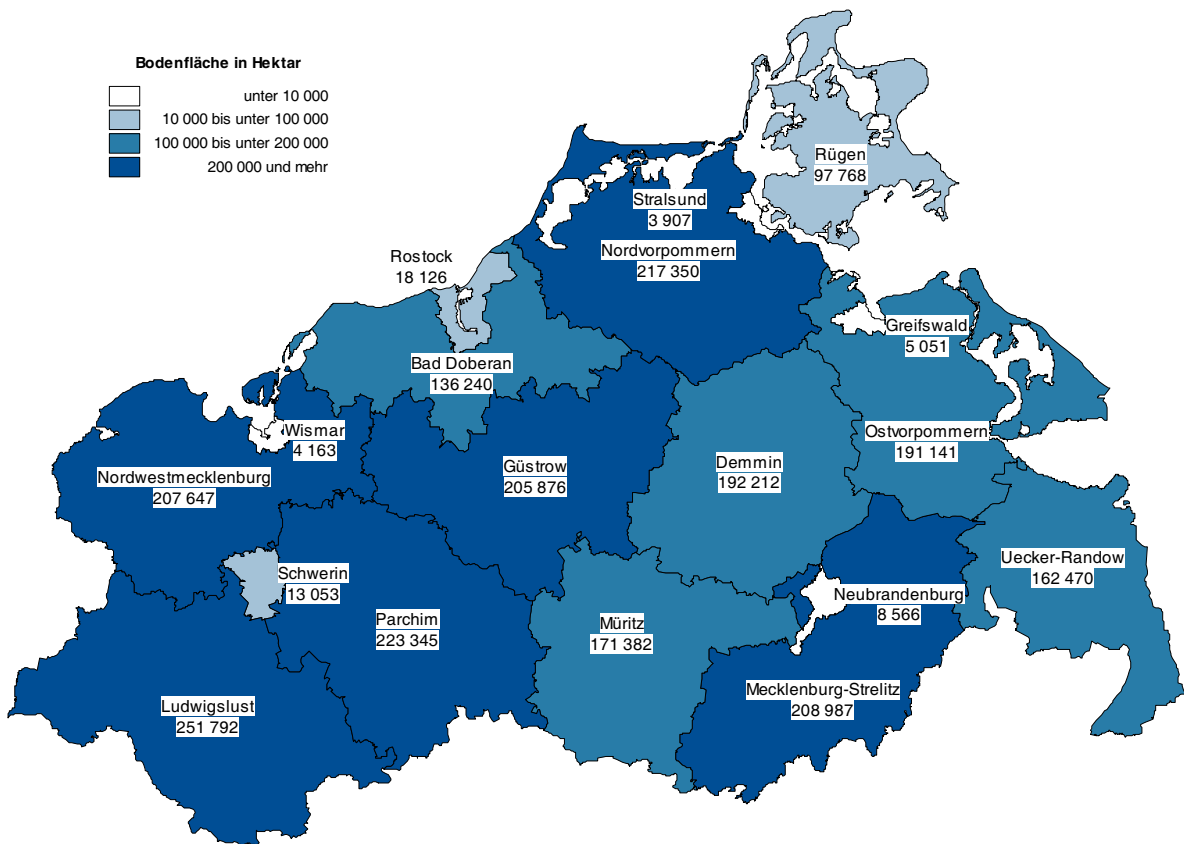 Bodenfläche in Hektar
unter 10 000
10 000 bis unter 100 000
100 000 bis unter 200 000
200 000 und mehr
Rügen
97 768
Stralsund
3 907
Nordvorpommern
217 350
Rostock
18 126
Greifswald
5 051
Bad Doberan
136 240
Wismar
4 163
Ostvorpommern
191 141
Nordwestmecklenburg
207 647
Güstrow
205 876
Demmin
192 212
Uecker-Randow
162 470
Schwerin
13 053
Neubrandenburg
8 566
Parchim
223 345
Müritz
171 382
Mecklenburg-Strelitz
208 987
Ludwigslust
251 792